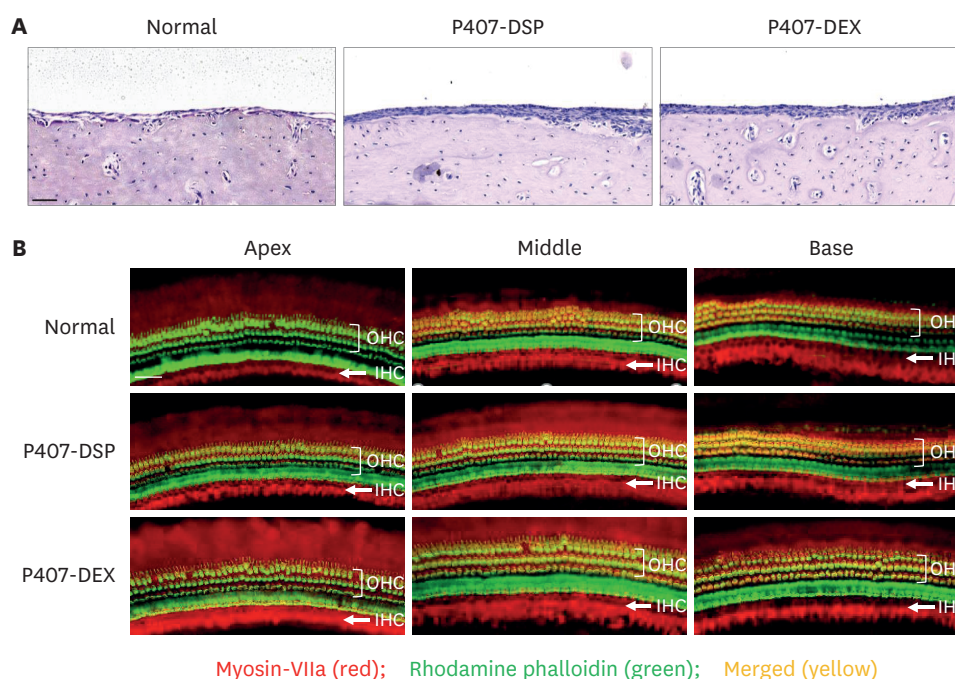 A
Normal
P407-DSP
P407-DEX
B
Apex
Middle
Base
Normal
OHC
IHC
OHC
IHC
OH
IH
P407-DSP
OHC
IHC
OHC
IHC
OH
IH
P407-DEX
OHC
IHC
OHC
IHC
OH
IH
Myosin-VIIa (red); Rhodamine phalloidin (green); Merged (yellow)